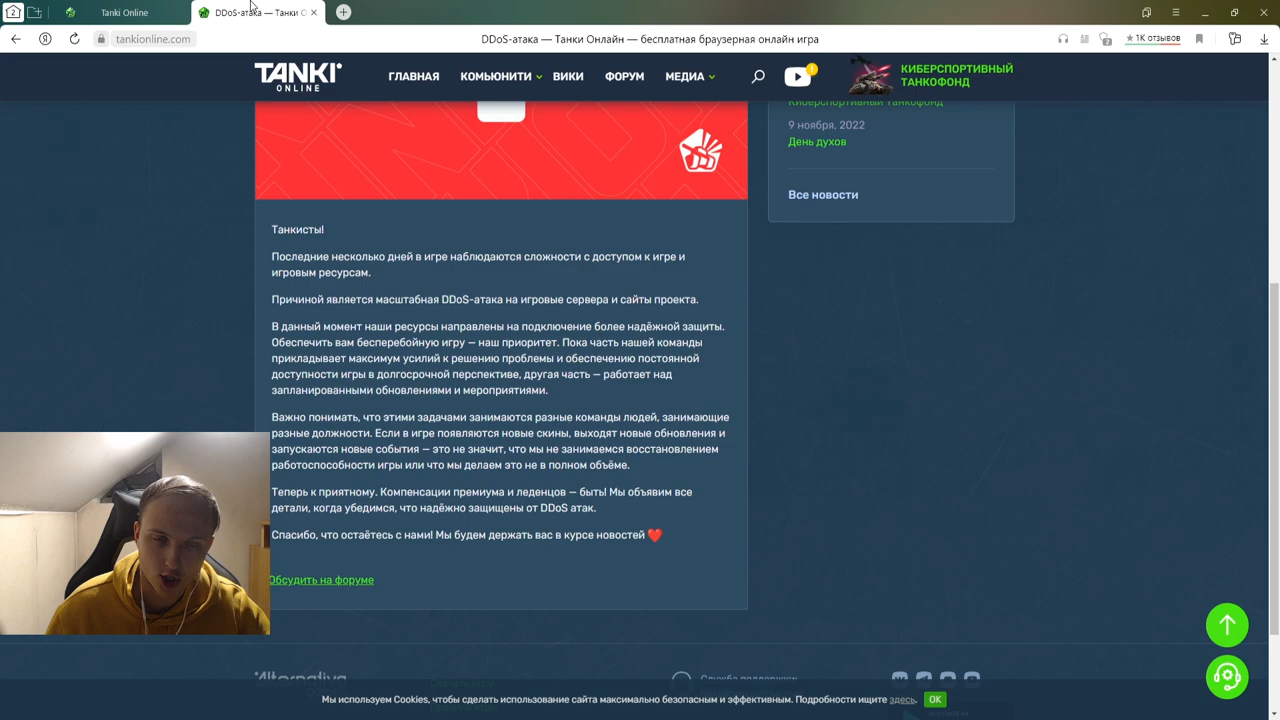 2
Tanki Online
DDoS-атака — Танки О
tankionline.com
DDoS-атака — Танки Онлайн — бесплатная браузерная онлайн игра
1K отзывов
TANKI
ONLINE
ГЛАВНАЯ
КОМЬЮНИТИ
ВИКИ
ФОРУМ
МЕДИА
КИБЕРСПОРТИВНЫЙ
ТАНКОФОНД
Киберспортивный Танкофонд
9 ноября, 2022
День духов
Все новости
Танкисты!
Последние несколько дней в игре наблюдаются сложности с доступом к игре и
игровым ресурсам.
Причиной является масштабная DDoS-атака на игровые сервера и сайты проекта.
В данный момент наши ресурсы направлены на подключение более надёжной защиты.
Обеспечить вам бесперебойную игру — наш приоритет. Пока часть нашей команды
прикладывает максимум усилий к решению проблемы и обеспечению постоянной
доступности игры в долгосрочной перспективе, другая часть — работает над
запланированными обновлениями и мероприятиями.
Важно понимать, что этими задачами занимаются разные команды людей, занимающие
разные должности. Если в игре появляются новые скины, выходят новые обновления и
запускаются новые события — это не значит, что мы не занимаемся восстановлением
работоспособности игры или что мы делаем это не в полном объёме.
Теперь к приятному. Компенсации премиума и леденцов — быть! Мы объявим все
детали, когда убедимся, что надёжно защищены от DDoS атак.
Спасибо, что остаётесь с нами! Мы будем держать вас в курсе новостей ❤️
Обсудить на форуме
Alternativa
Скачать игру
Служба поддержки:
Мы используем Cookies, чтобы сделать использование сайта максимально безопасным и эффективным. Подробности ищите здесь.
OK